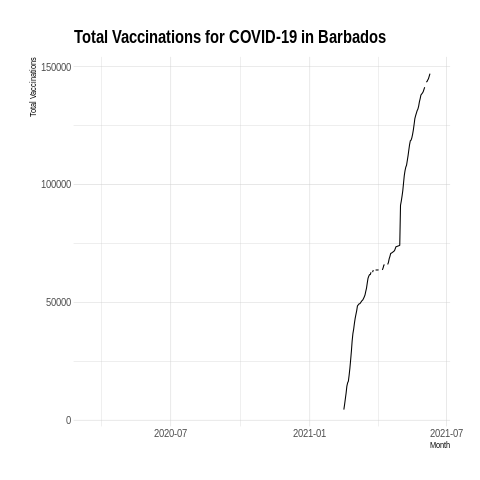 Total Vaccinations for COVID-19 in Barbados
Total Vaccinations
150000
100000
50000
0
2020-07
2021-01
2021-07
Month